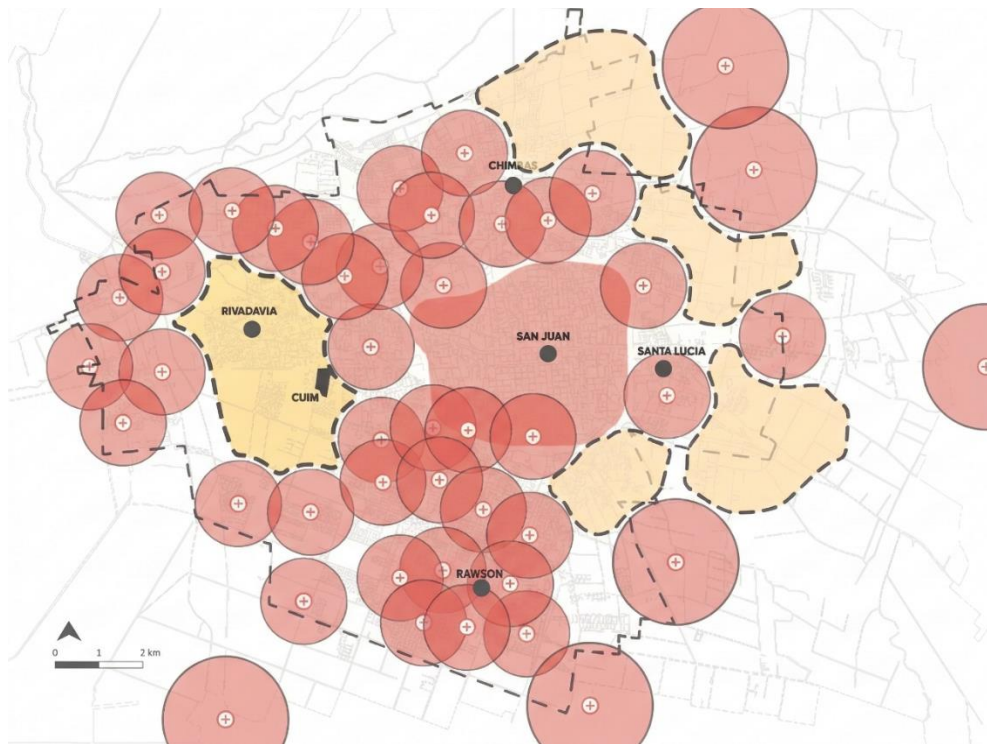 CHIMBAS
RIVADAVIA
SAN JUAN
SANTA LUCIA
CUIM
RAWSON
0 1 2 km